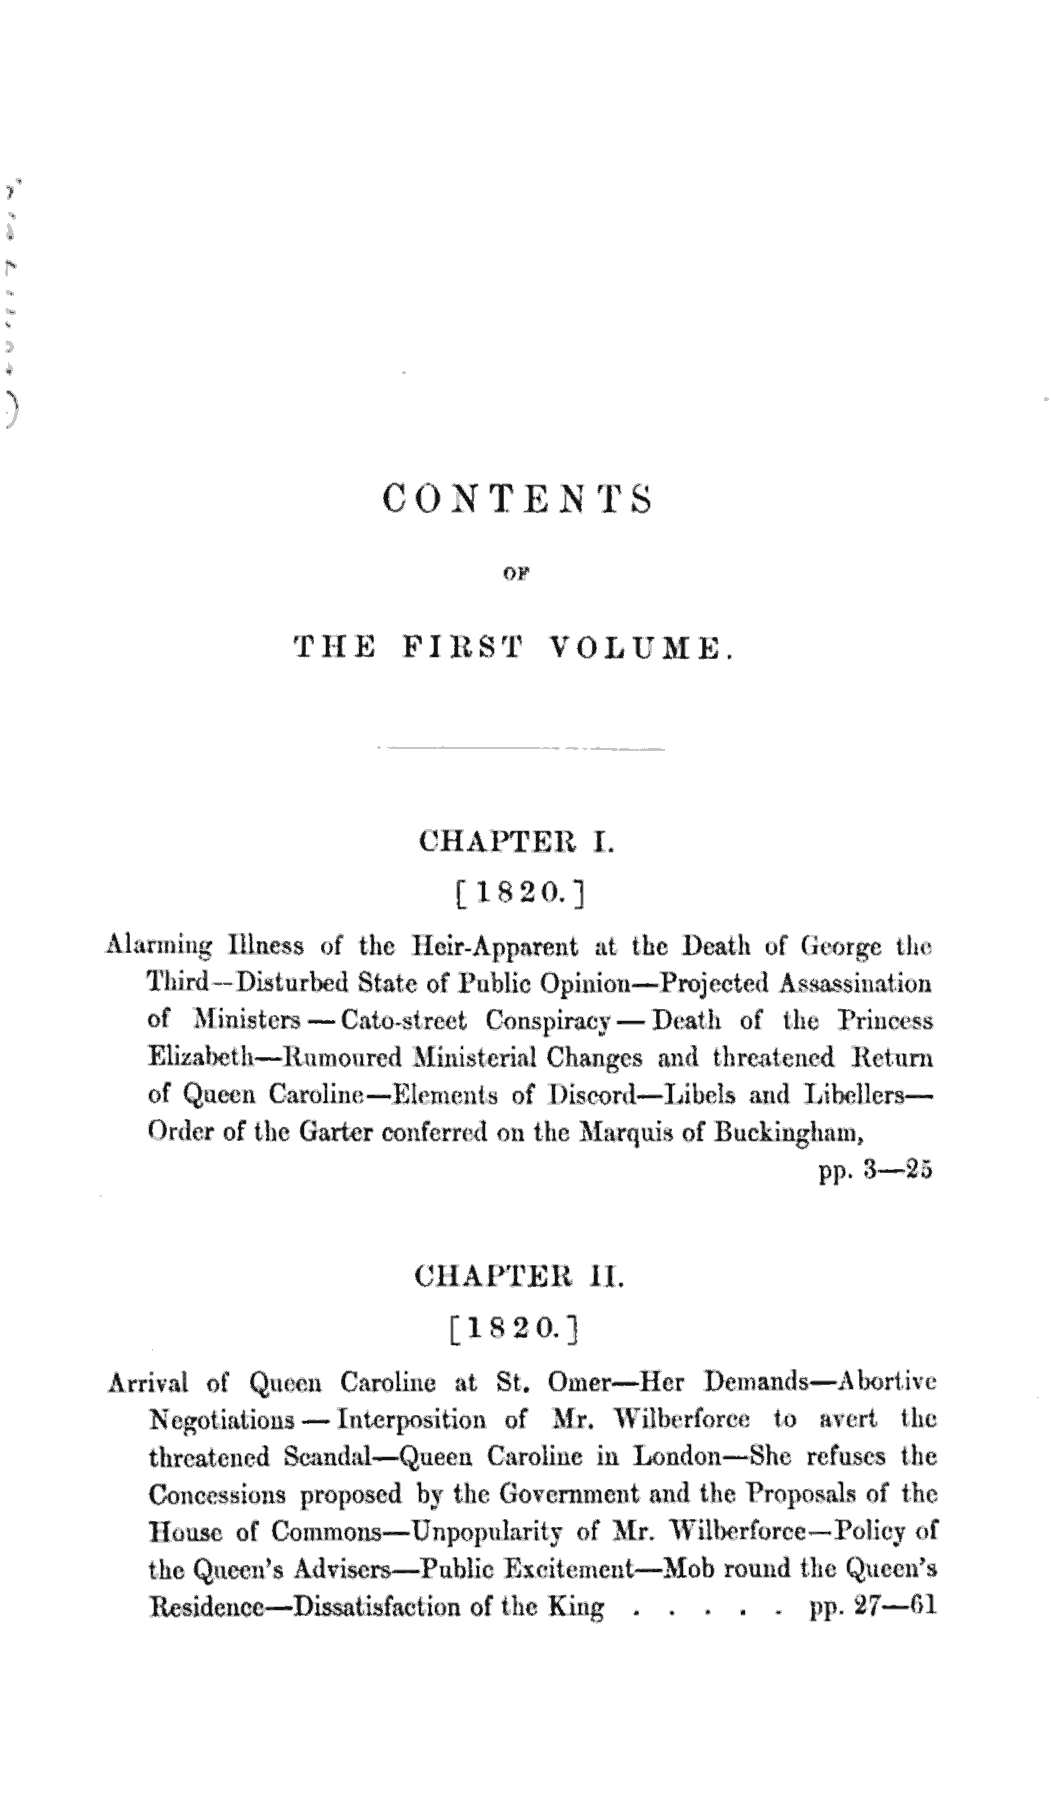 CONTENTS
OF
THE FIRST VOLUME.
CHAPTER I.
[1820.]
Alarming Illness of the Heir-Apparent at the Death of George the
Third—Disturbed State of Public Opinion—Projected Assassination
of Ministers—Cato-street Conspiracy—Death of the Princess
Elizabeth—Rumoured Ministerial Changes and threatened Return
of Queen Caroline—Elements of Discord—Libels and Libellers—
Order of the Garter conferred on the Marquis of Buckingham,
pp. 3—25
CHAPTER II.
[1820.]
Arrival of Queen Caroline at St. Omer—Her Demands—Abortive
Negotiations—Interposition of Mr. Wilberforce to avert the
threatened Scandal—Queen Caroline in London—She refuses the
Concessions proposed by the Government and the Proposals of the
House of Commons—Unpopularity of Mr. Wilberforce—Policy of
the Queen's Advisers—Public Excitement—Mob round the Queen's
Residence—Dissatisfaction of the King . . . . . pp. 27—61